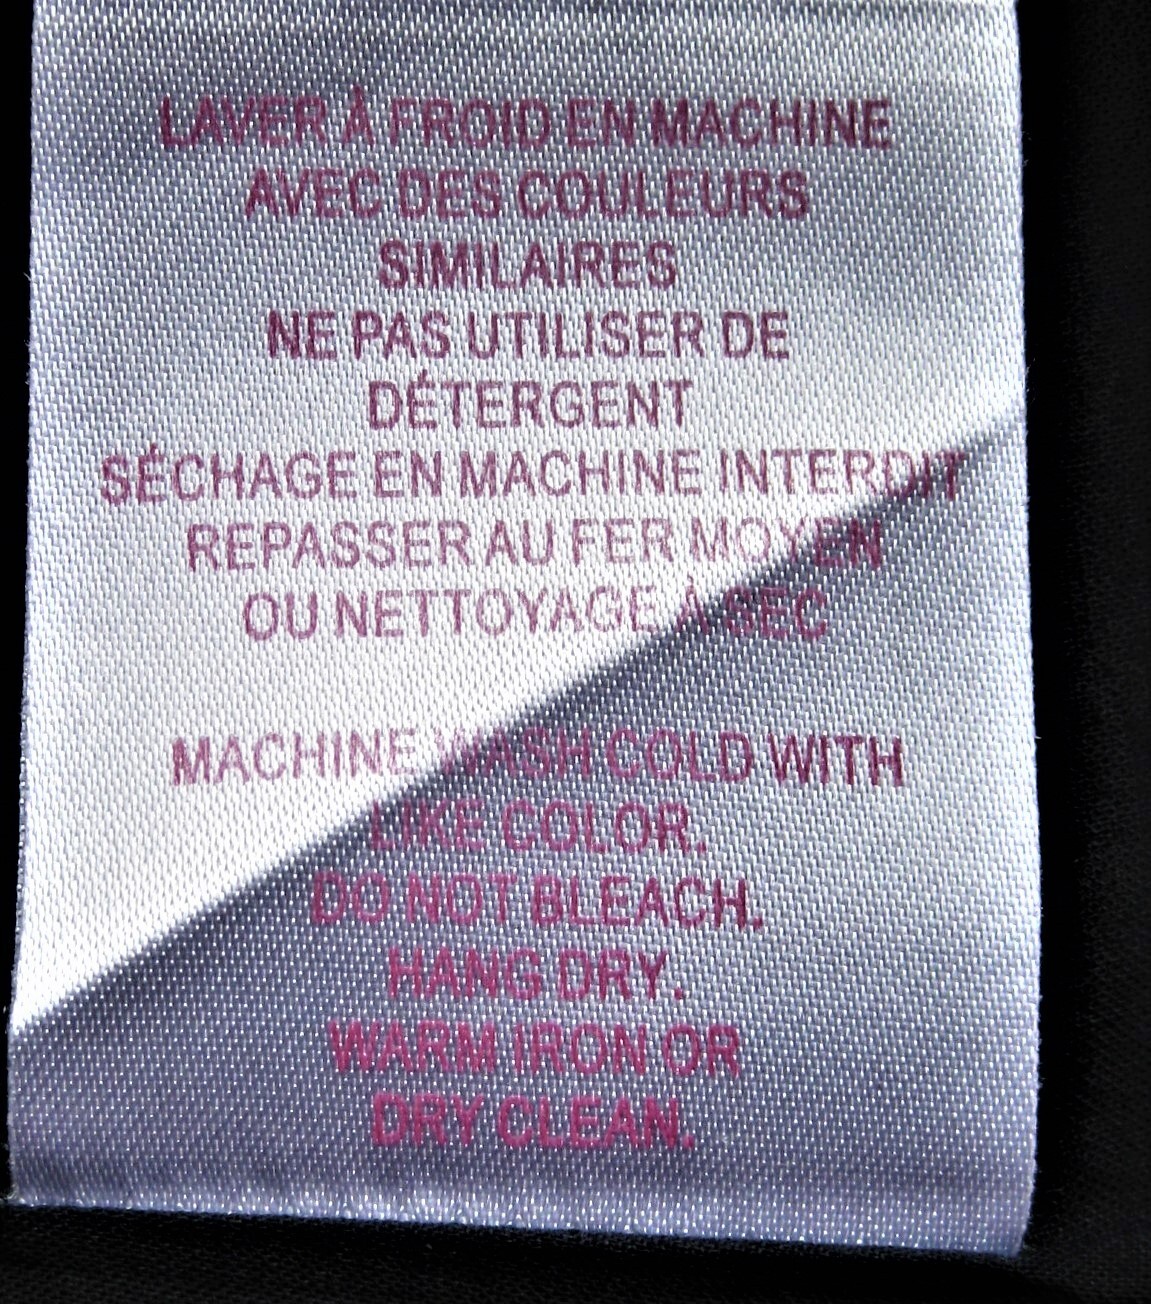 LAVER À FROID EN MACHINE
AVEC DES COULEURS
SIMILAIRES
NE PAS UTILISER DE
DÉTERGENT
SÉCHAGE EN MACHINE INTERDIT
REPASSER AU FER MOYEN
OU NETTOYAGE À SEC
MACHINE WASH COLD WITH
LIKE COLOR.
DO NOT BLEACH.
HANG DRY.
WARM IRON OR
DRY CLEAN.